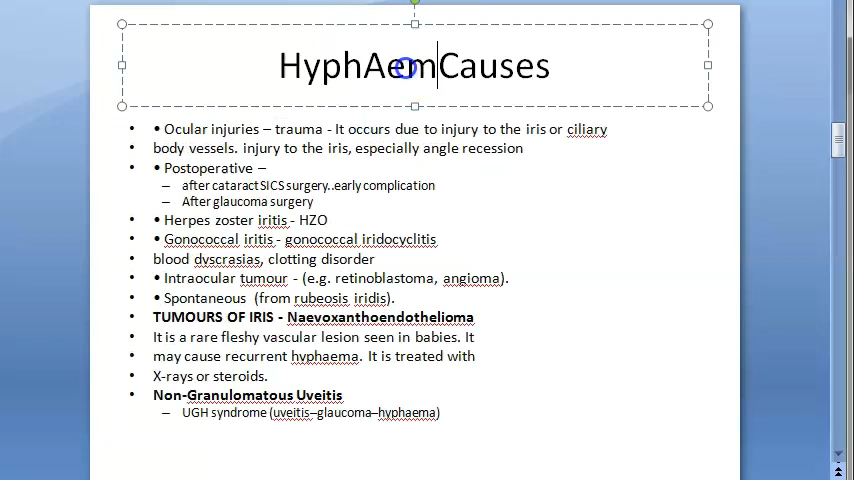 HyphAemCauses
• • Ocular injuries – trauma - It occurs due to injury to the iris or ciliary
• body vessels. injury to the iris, especially angle recession
• • Postoperative –
– after cataract SICS surgery..early complication
– After glaucoma surgery
• • Herpes zoster iritis - HZO
• • Gonococcal iritis - gonococcal iridocyclitis
• blood dyscrasias, clotting disorder
• • Intraocular tumour - (e.g. retinoblastoma, angioma).
• • Spontaneous (from rubeosis iridis).
• TUMOURS OF IRIS - Naevoxanthoendothelioma
• It is a rare fleshy vascular lesion seen in babies. It
• may cause recurrent hyphaema. It is treated with
• X-rays or steroids.
• Non-Granulomatous Uveitis
– UGH syndrome (uveitis–glaucoma–hyphaema)